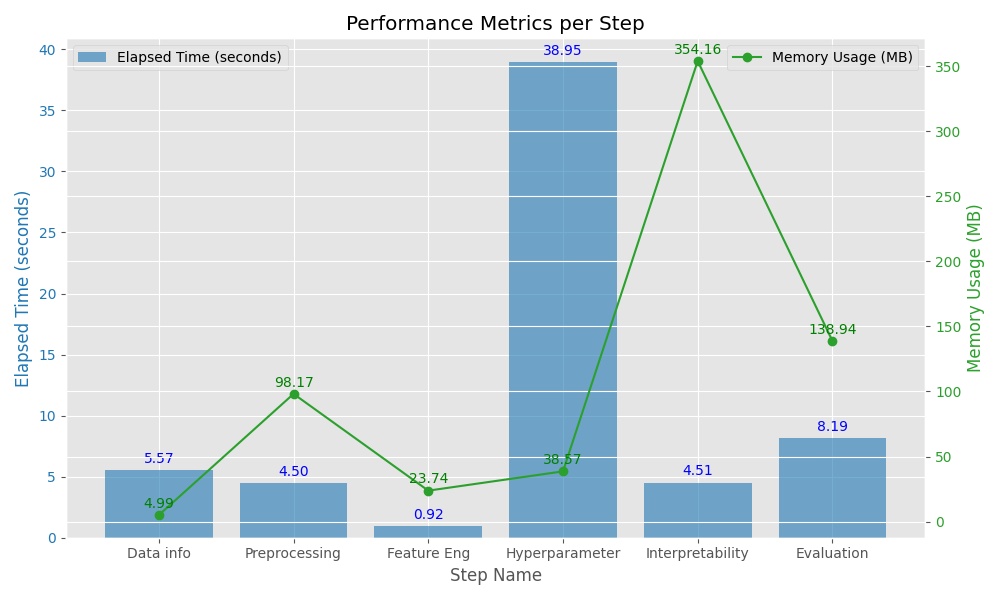 Performance Metrics per Step
Elapsed Time (seconds)
Memory Usage (MB)
40
35
30
25
20
15
10
5
0
Elapsed Time (seconds)
350
300
250
200
150
100
50
0
Memory Usage (MB)
5.57
4.50
0.92
38.95
4.51
8.19
4.99
98.17
23.74
38.57
354.16
138.94
Data info
Preprocessing
Feature Eng
Hyperparameter
Interpretability
Evaluation
Step Name